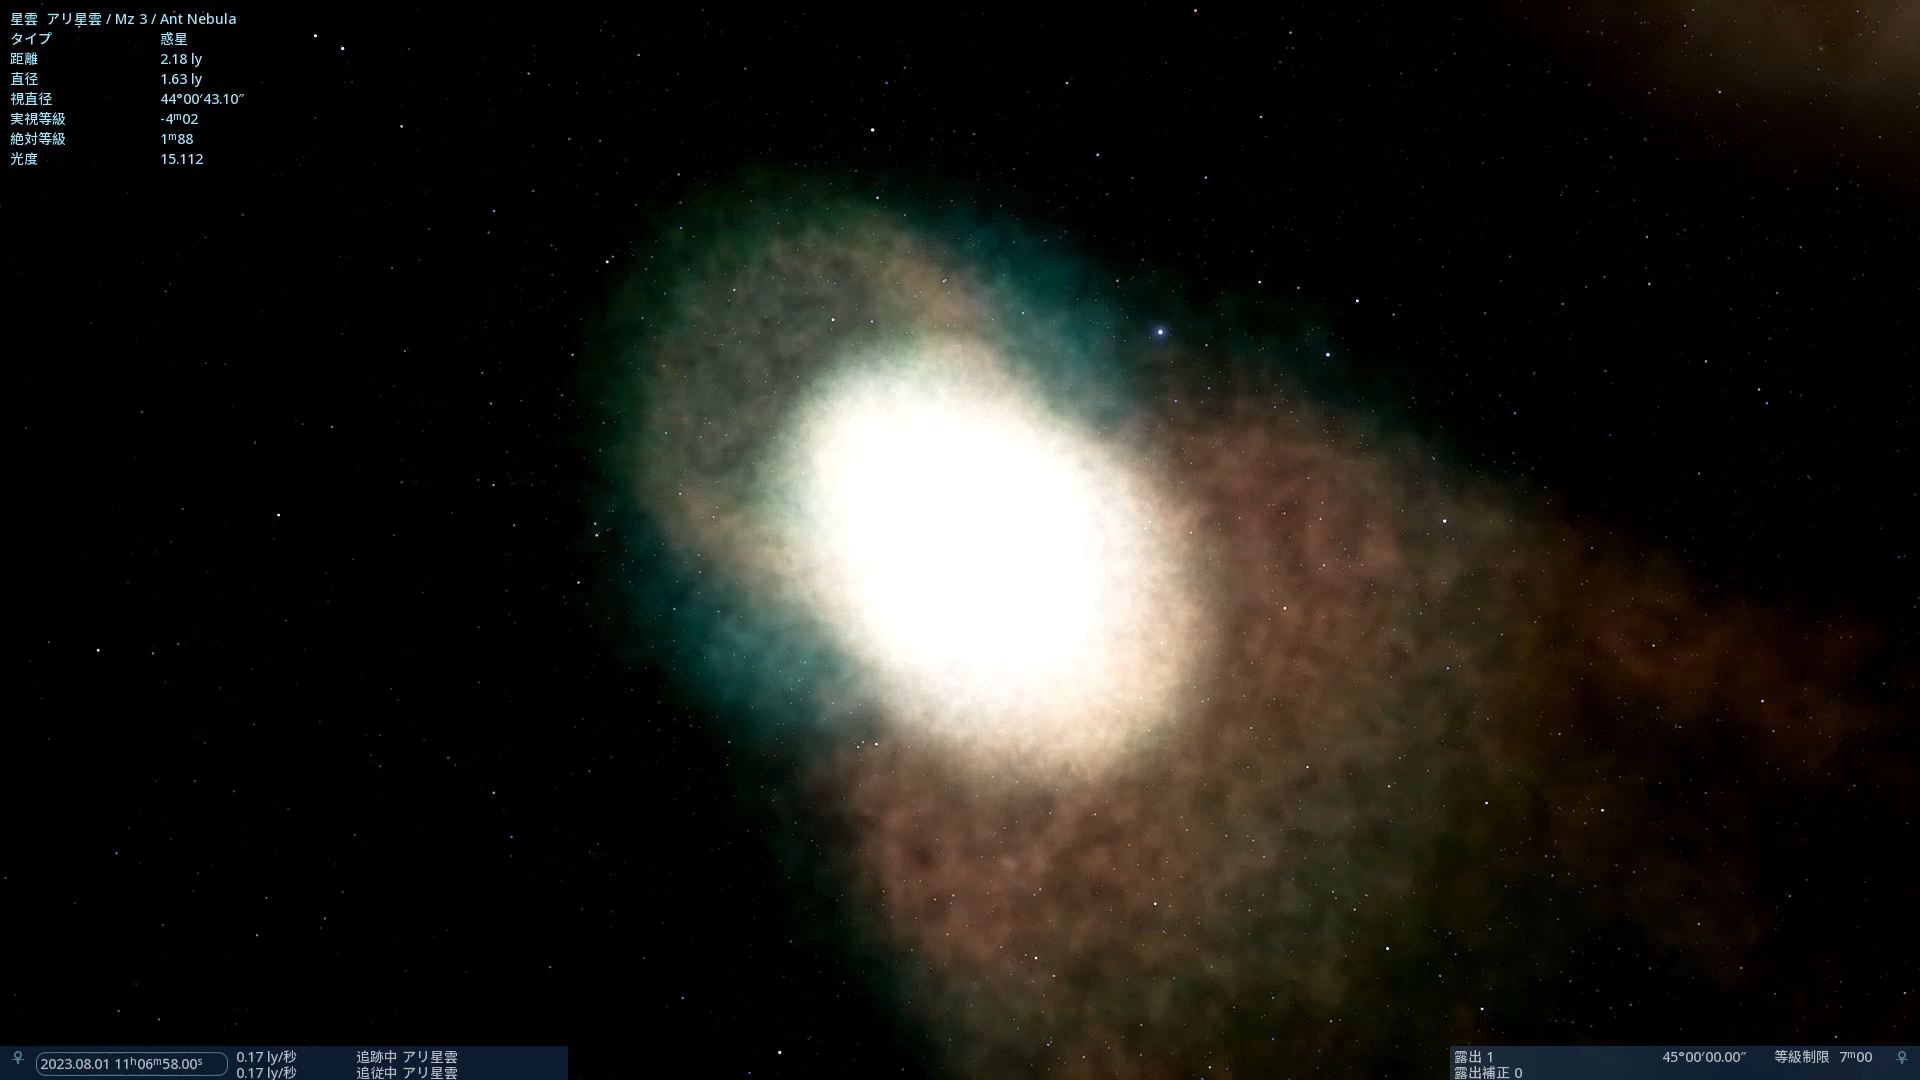 星雲 アリ星雲 / Mz 3 / Ant Nebula
タイプ 惑星
距離 2.18 ly
直径 1.63 ly
視直径 44°00′43.10″
実視等級 -4ᵐ02
絶対等級 1ᵐ88
光度 15.112
2023.08.01 11ʰ06ᵐ58.00ˢ
0.17 ly/秒 追跡中 アリ星雲
0.17 ly/秒 追従中 アリ星雲
露出 1 45°00′00.00″ 等級制限 7ᵐ00
露出補正 0